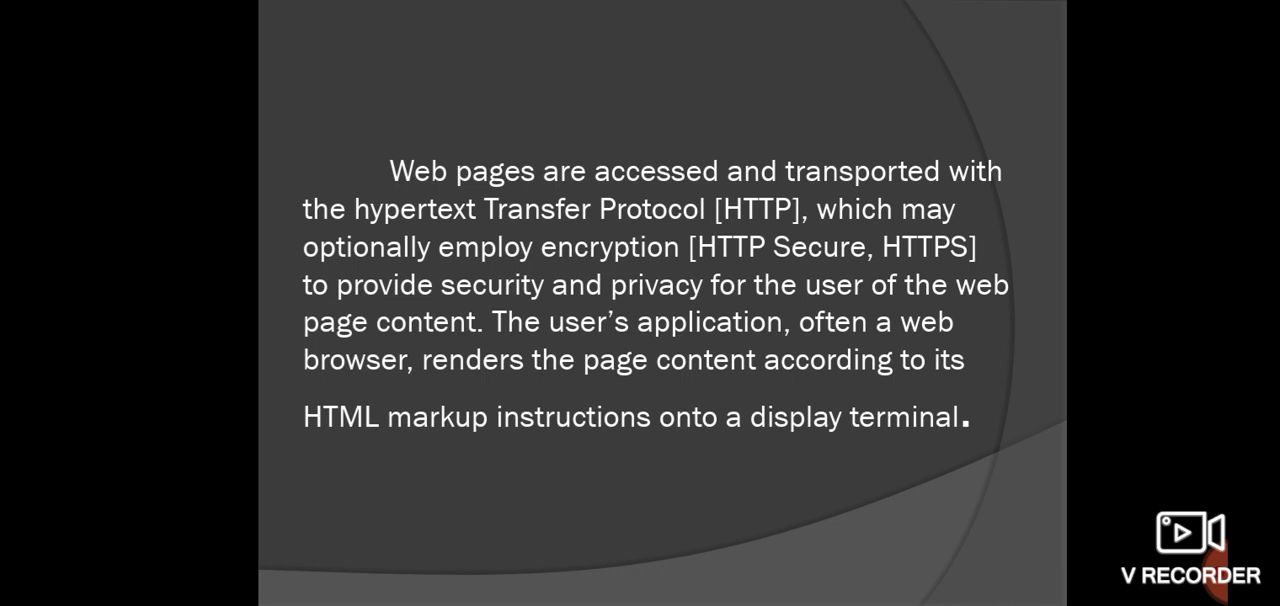 Web pages are accessed and transported with
the hypertext Transfer Protocol [HTTP], which may
optionally employ encryption [HTTP Secure, HTTPS]
to provide security and privacy for the user of the web
page content. The user’s application, often a web
browser, renders the page content according to its
HTML markup instructions onto a display terminal.
V RECORDER